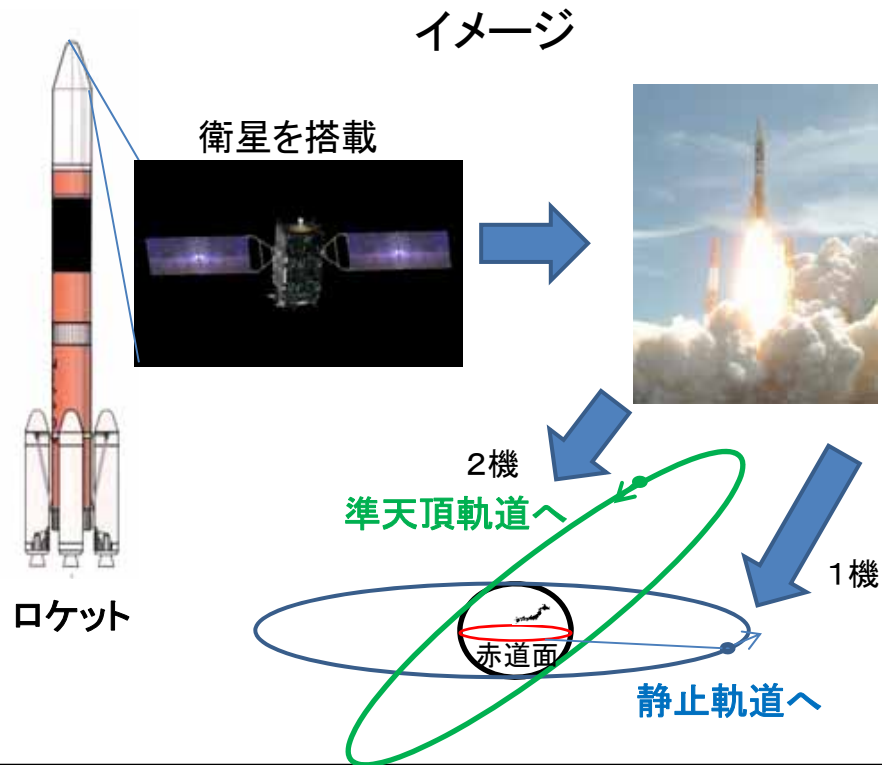 イメージ
衛星を搭載
2機
準天頂軌道へ
1機
ロケット
赤道面
静止軌道へ